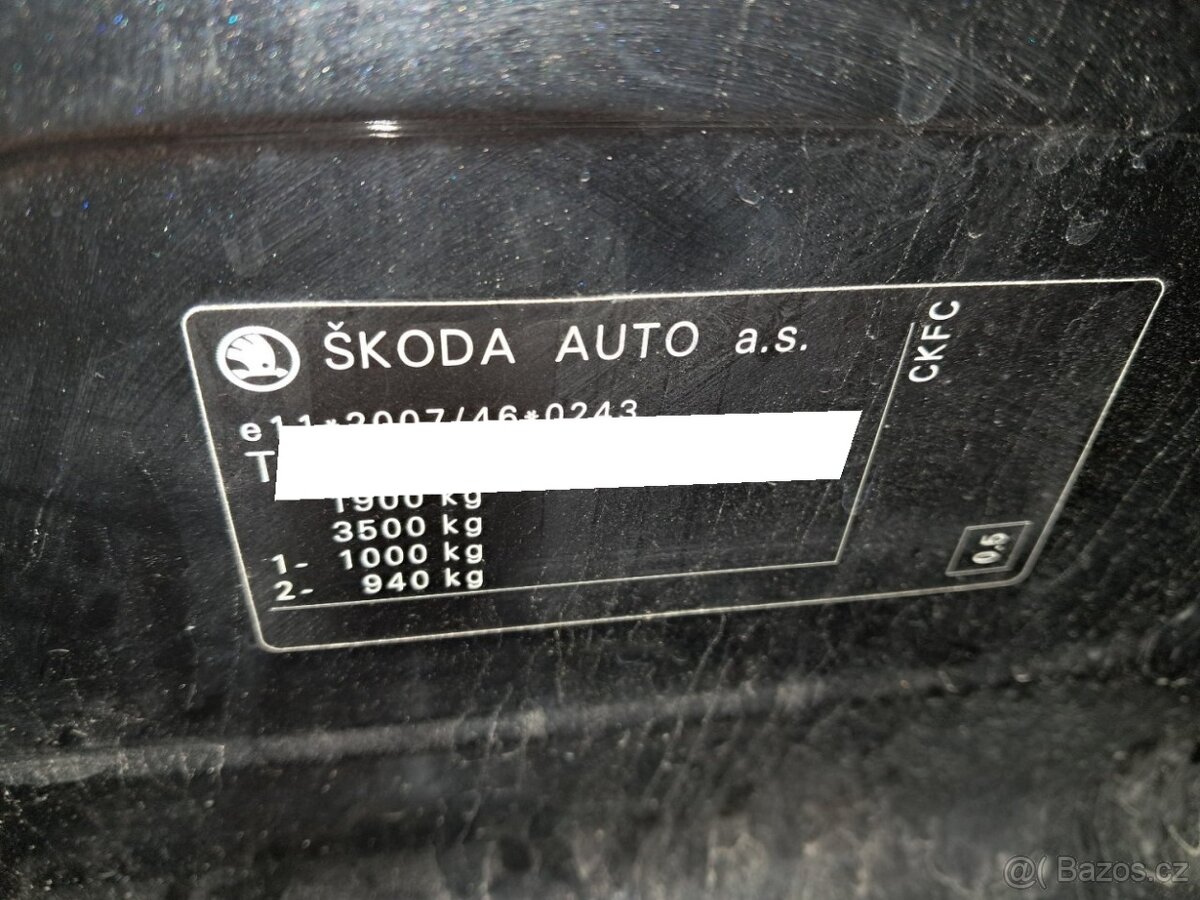 ŠKODA AUTO a.s.
e11*2007/46*0243
T
1900 kg
3500 kg
1- 1000 kg
2- 940 kg
CKFC
0.5
@( Bazos.cz